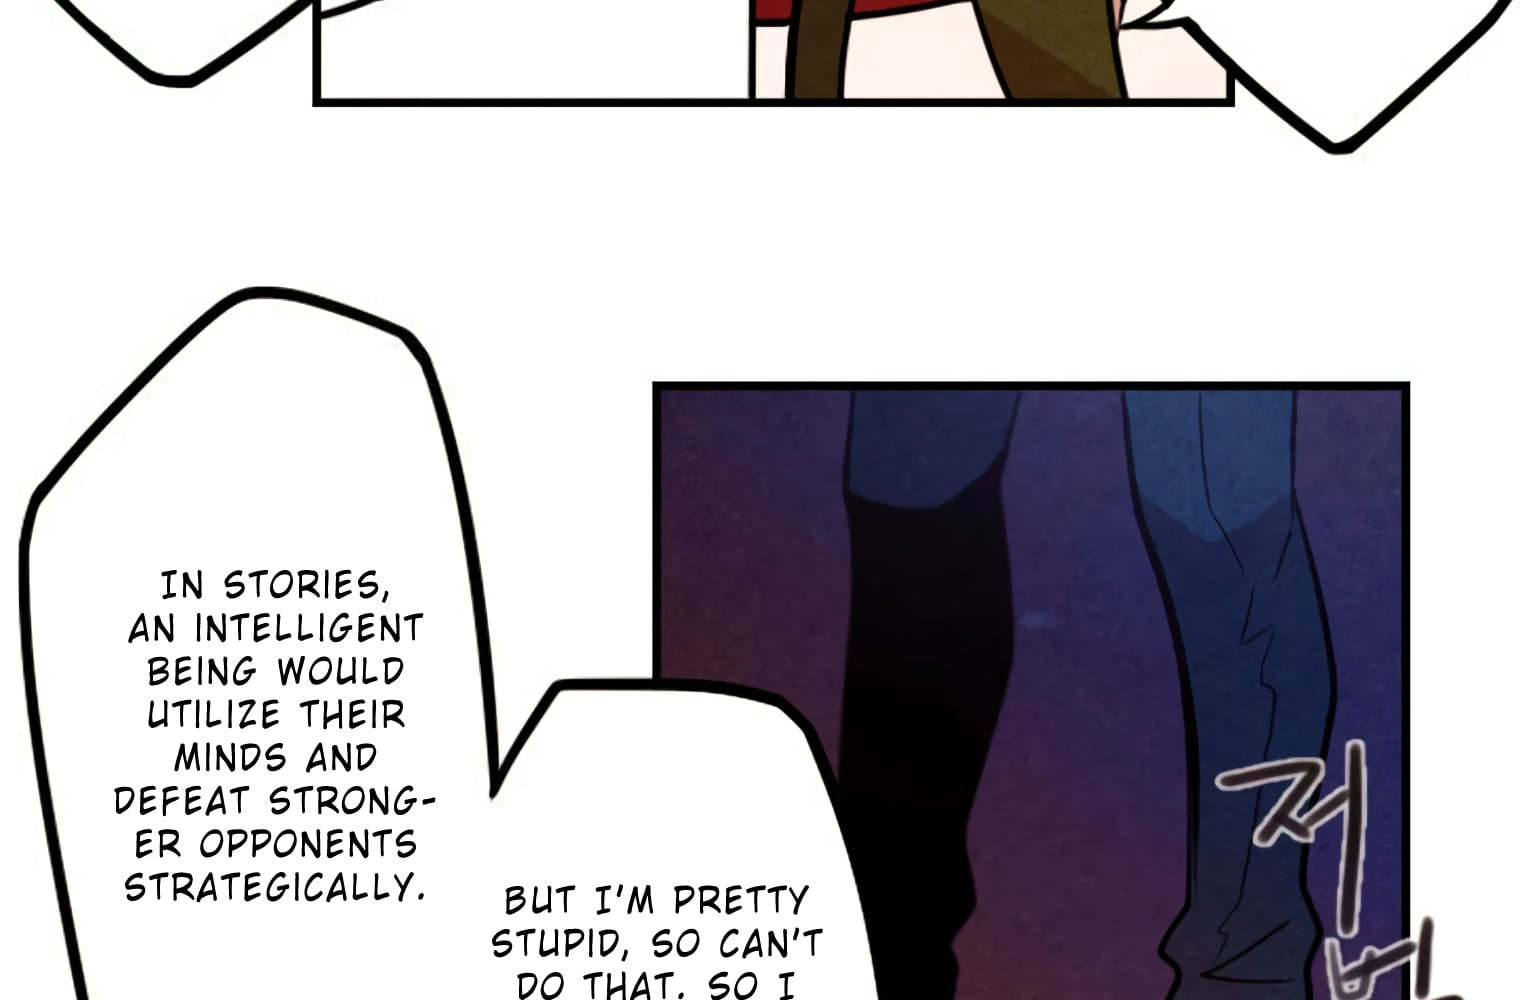 IN STORIES,
AN INTELLIGENT
BEING WOULD
UTILIZE THEIR
MINDS AND
DEFEAT STRONG-
ER OPPONENTS
STRATEGICALLY.
BUT I'M PRETTY
STUPID, SO CAN'T
DO THAT. SO I
저
벅